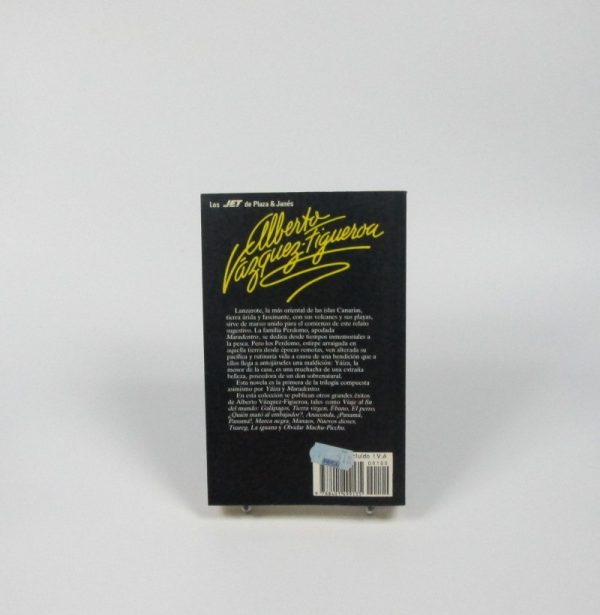 Los JET de Plaza & Janés
Alberto
Vázquez-Figueroa
Lanzarote, la más oriental de las islas Canarias,
tierra árida y fascinante, con sus volcanes y sus playas,
sirve de marco unido para el comienzo de este relato
sugestivo. La familia Perdomo, apodada
Maradentro, se dedica desde tiempos inmemoriales a
la pesca. Pero los Perdomo, estirpe arraigada en
aquella tierra desde épocas remotas, ven alterada su
pacífica y rutinaria vida a causa de una bendición que a
ellos llega a antojárseles una maldición: Yáiza, la
menor de la casa, es una muchacha de una extraña
belleza, poseedora de un don sobrenatural.
Esta novela es la primera de la trilogía compuesta
asimismo por Yáiza y Maradentro.
En esta colección se publican otros grandes éxitos
de Alberto Vázquez-Figueroa, tales como Viaje al fin
del mundo: Galápagos, Tierra virgen, Ébano, El perro,
¿Quién mató al embajador?, Anaconda, ¡Panamá,
Panamá!, Marea negra, Manaos, Nuevos dioses,
Tuareg, La iguana y Olvidar Machu-Picchu.
cluido I.V.A
00100